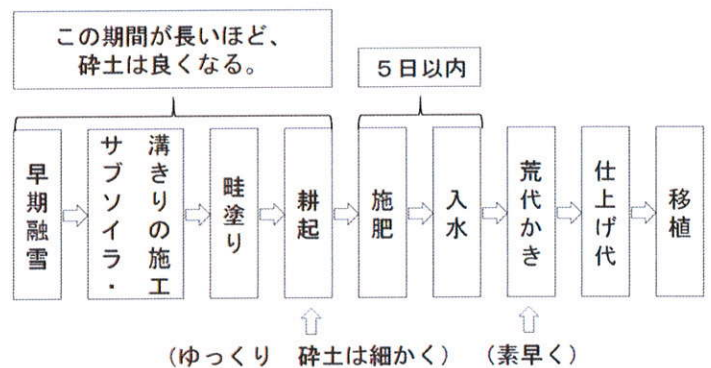 この期間が長いほど、
砕土は良くなる。
5日以内
早期融雪
サブソイラ・
溝きりの施工
畦塗り
耕起
施肥
入水
荒代かき
仕上げ代
移植
(ゆっくり 砕土は細かく)
(素早く)